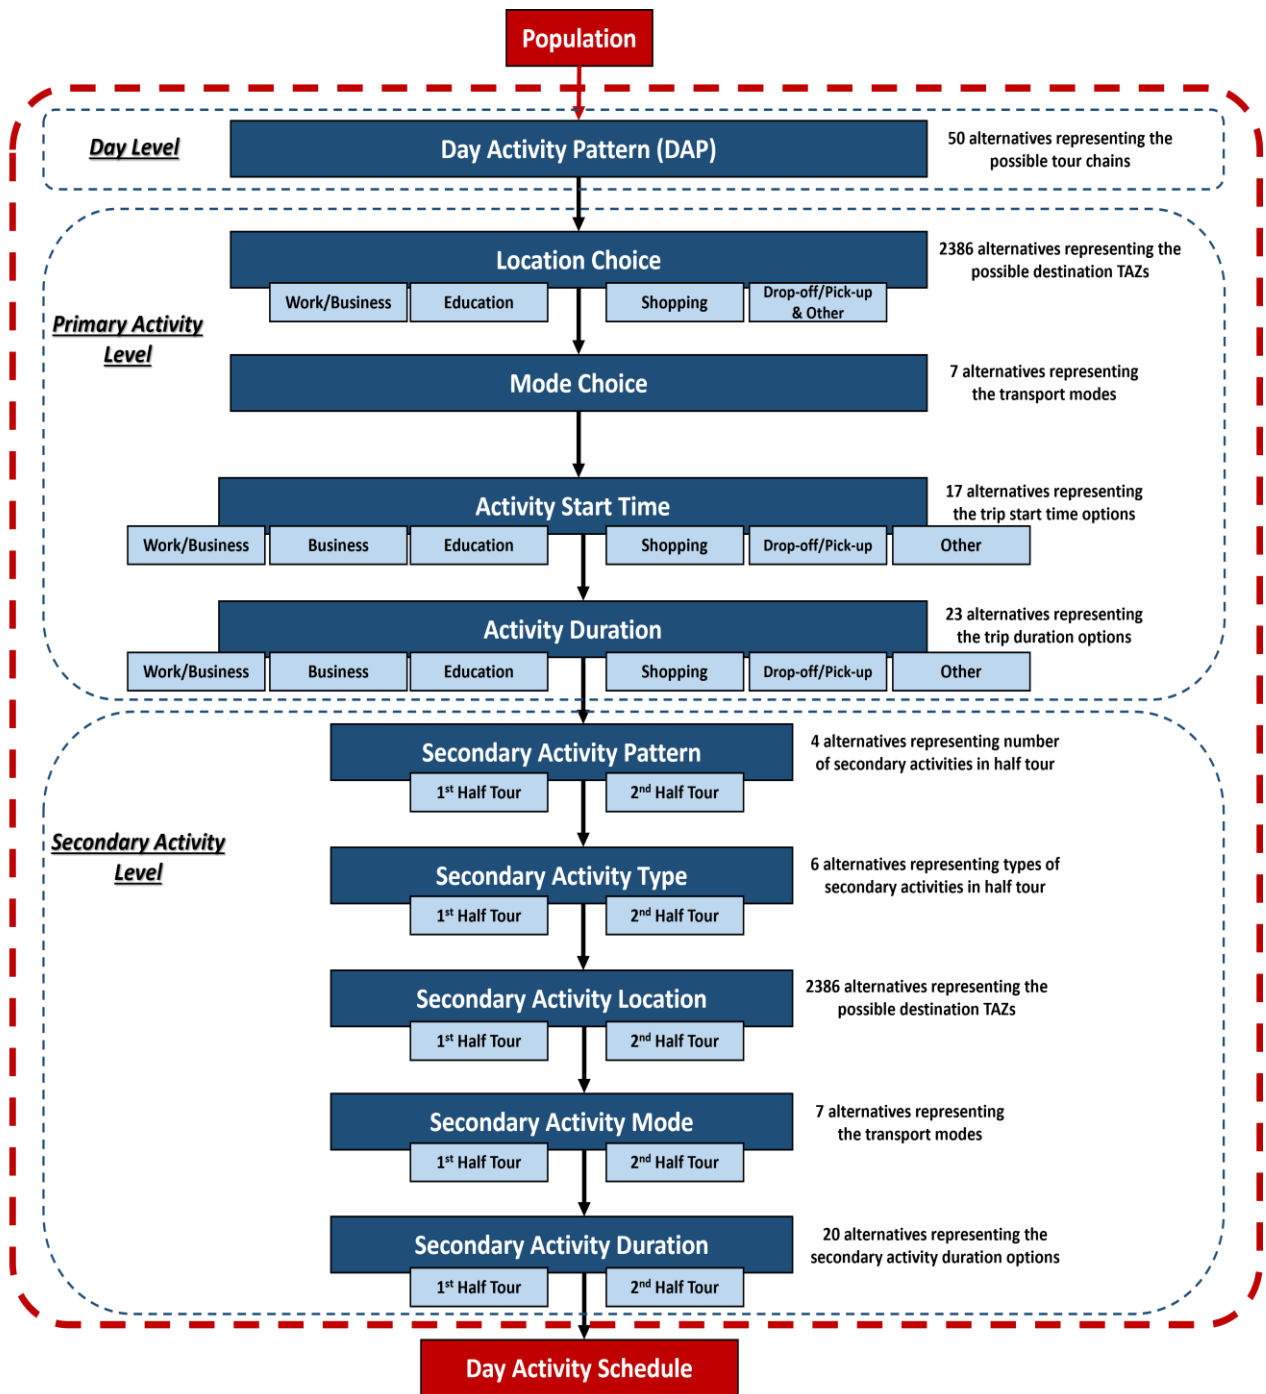 Population
Day Level
Day Activity Pattern (DAP)
50 alternatives representing the
possible tour chains
Location Choice
2386 alternatives representing the
possible destination TAZs
Work/Business
Education
Shopping
Drop-off/Pick-up
& Other
Primary Activity
Level
Mode Choice
7 alternatives representing
the transport modes
Activity Start Time
17 alternatives representing
the trip start time options
Work/Business
Business
Education
Shopping
Drop-off/Pick-up
Other
Activity Duration
23 alternatives representing
the trip duration options
Work/Business
Business
Education
Shopping
Drop-off/Pick-up
Other
Secondary Activity Pattern
4 alternatives representing number
of secondary activities in half tour
1st Half Tour
2nd Half Tour
Secondary Activity
Level
Secondary Activity Type
6 alternatives representing types of
secondary activities in half tour
1st Half Tour
2nd Half Tour
Secondary Activity Location
2386 alternatives representing the
possible destination TAZs
1st Half Tour
2nd Half Tour
Secondary Activity Mode
7 alternatives representing
the transport modes
1st Half Tour
2nd Half Tour
Secondary Activity Duration
20 alternatives representing the
secondary activity duration options
1st Half Tour
2nd Half Tour
Day Activity Schedule